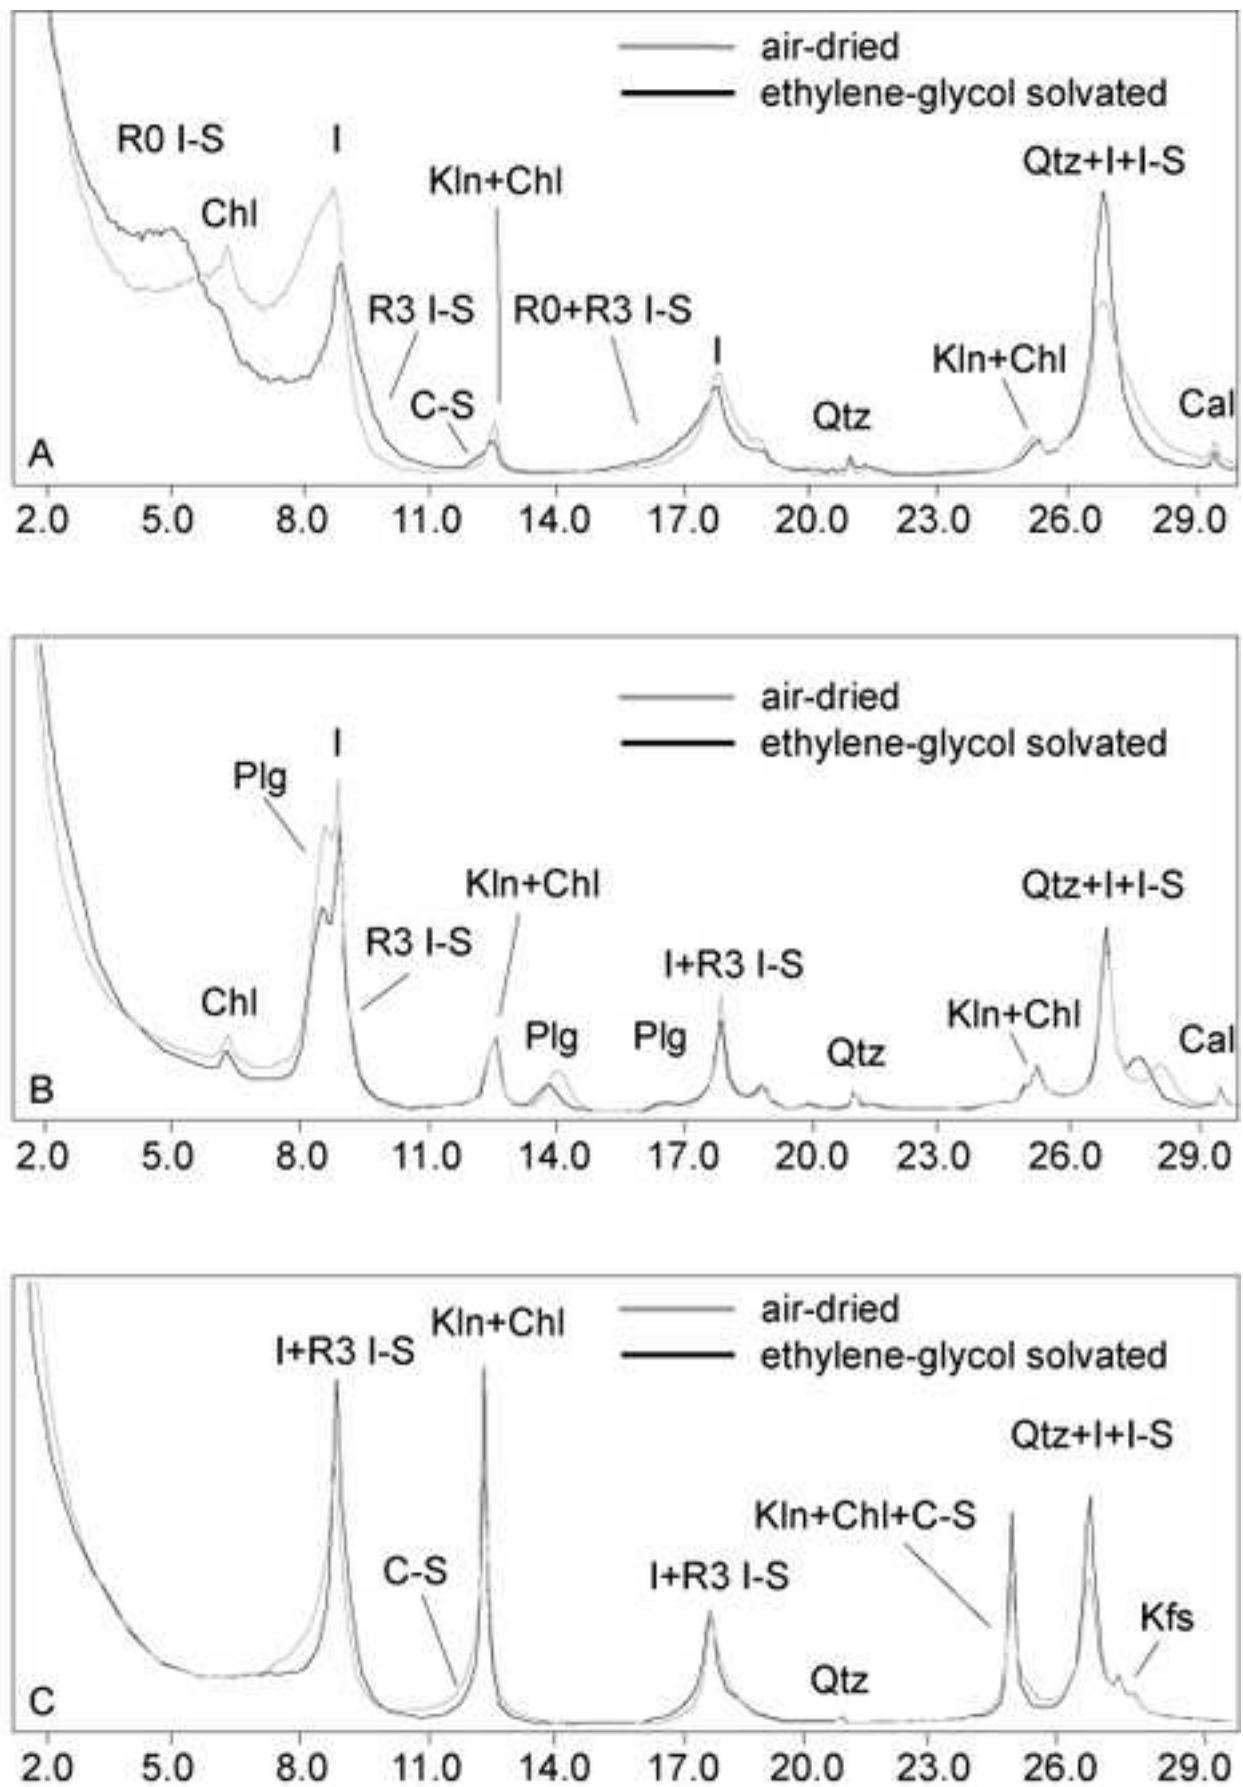 air-dried
ethylene-glycol solvated
R0 I-S
I
Chl
Kln+Chl
Qtz+I+I-S
R3 I-S
R0+R3 I-S
C-S
I
Kln+Chl
Qtz
Cal
A
2.0 5.0 8.0 11.0 14.0 17.0 20.0 23.0 26.0 29.0
air-dried
ethylene-glycol solvated
I
Plg
Kln+Chl
Qtz+I+I-S
R3 I-S
I+R3 I-S
Chl
Plg
Plg
Qtz
Kln+Chl
Cal
B
2.0 5.0 8.0 11.0 14.0 17.0 20.0 23.0 26.0 29.0
air-dried
ethylene-glycol solvated
Kln+Chl
I+R3 I-S
Qtz+I+I-S
Kln+Chl+C-S
C-S
I+R3 I-S
Kfs
Qtz
C
2.0 5.0 8.0 11.0 14.0 17.0 20.0 23.0 26.0 29.0